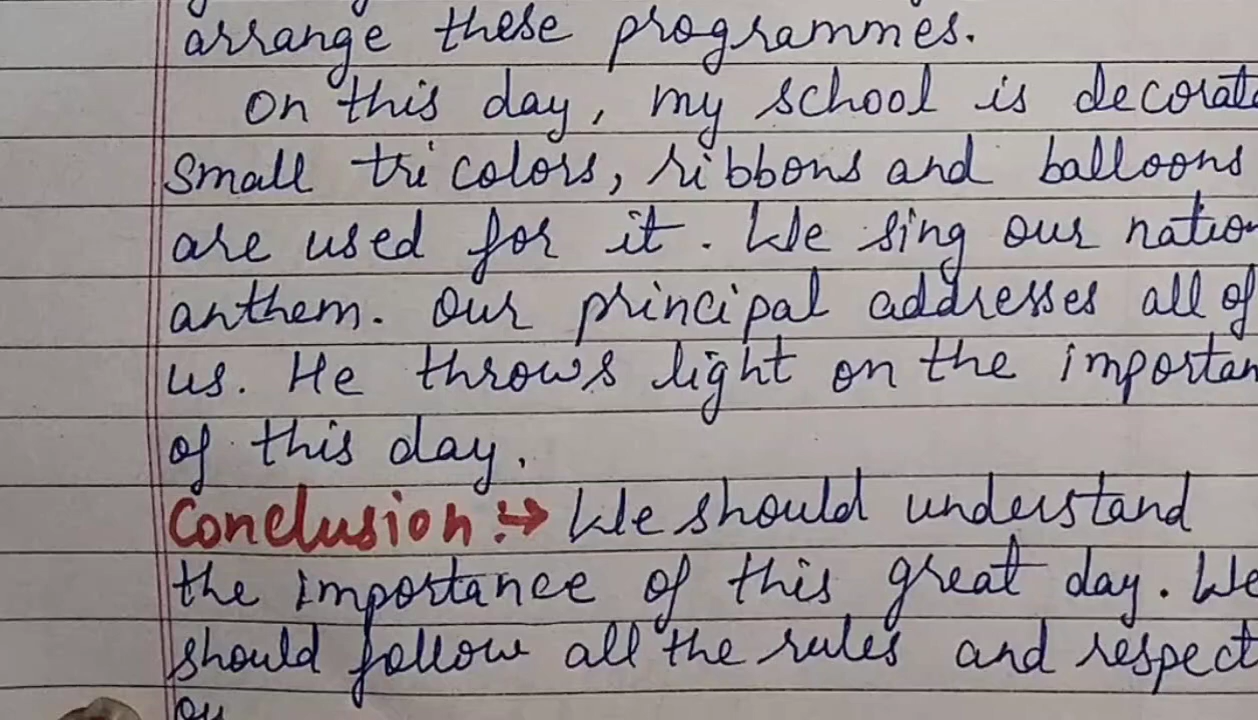 arrange these programmes.
On this day, my school is decorat
small tri colors, ribbons and balloons
are used for it. We sing our natio
anthem. Our principal addresses all of
us. He throws light on the importan
of this day.
Conclusion :→ We should understand
the importance of this great day. We
should follow all the rules and respect